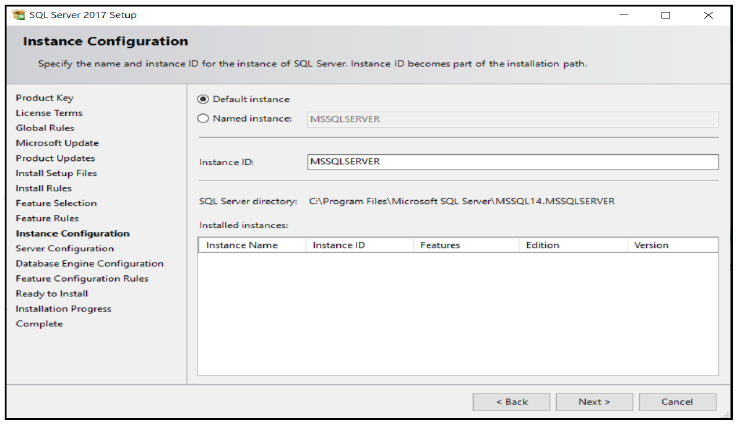 SQL Server 2017 Setup
Instance Configuration
Specify the name and instance ID for the instance of SQL Server. Instance ID becomes part of the installation path.
Product Key
License Terms
Global Rules
Microsoft Update
Product Updates
Install Setup Files
Install Rules
Feature Selection
Feature Rules
Instance Configuration
Server Configuration
Database Engine Configuration
Feature Configuration Rules
Ready to Install
Installation Progress
Complete
Default instance
Named instance: MSSQLSERVER
Instance ID: MSSQLSERVER
SQL Server directory: C:\Program Files\Microsoft SQL Server\MSSQL14.MSSQLSERVER
Installed instances:
Instance Name Instance ID Features Edition Version
< Back Next > Cancel